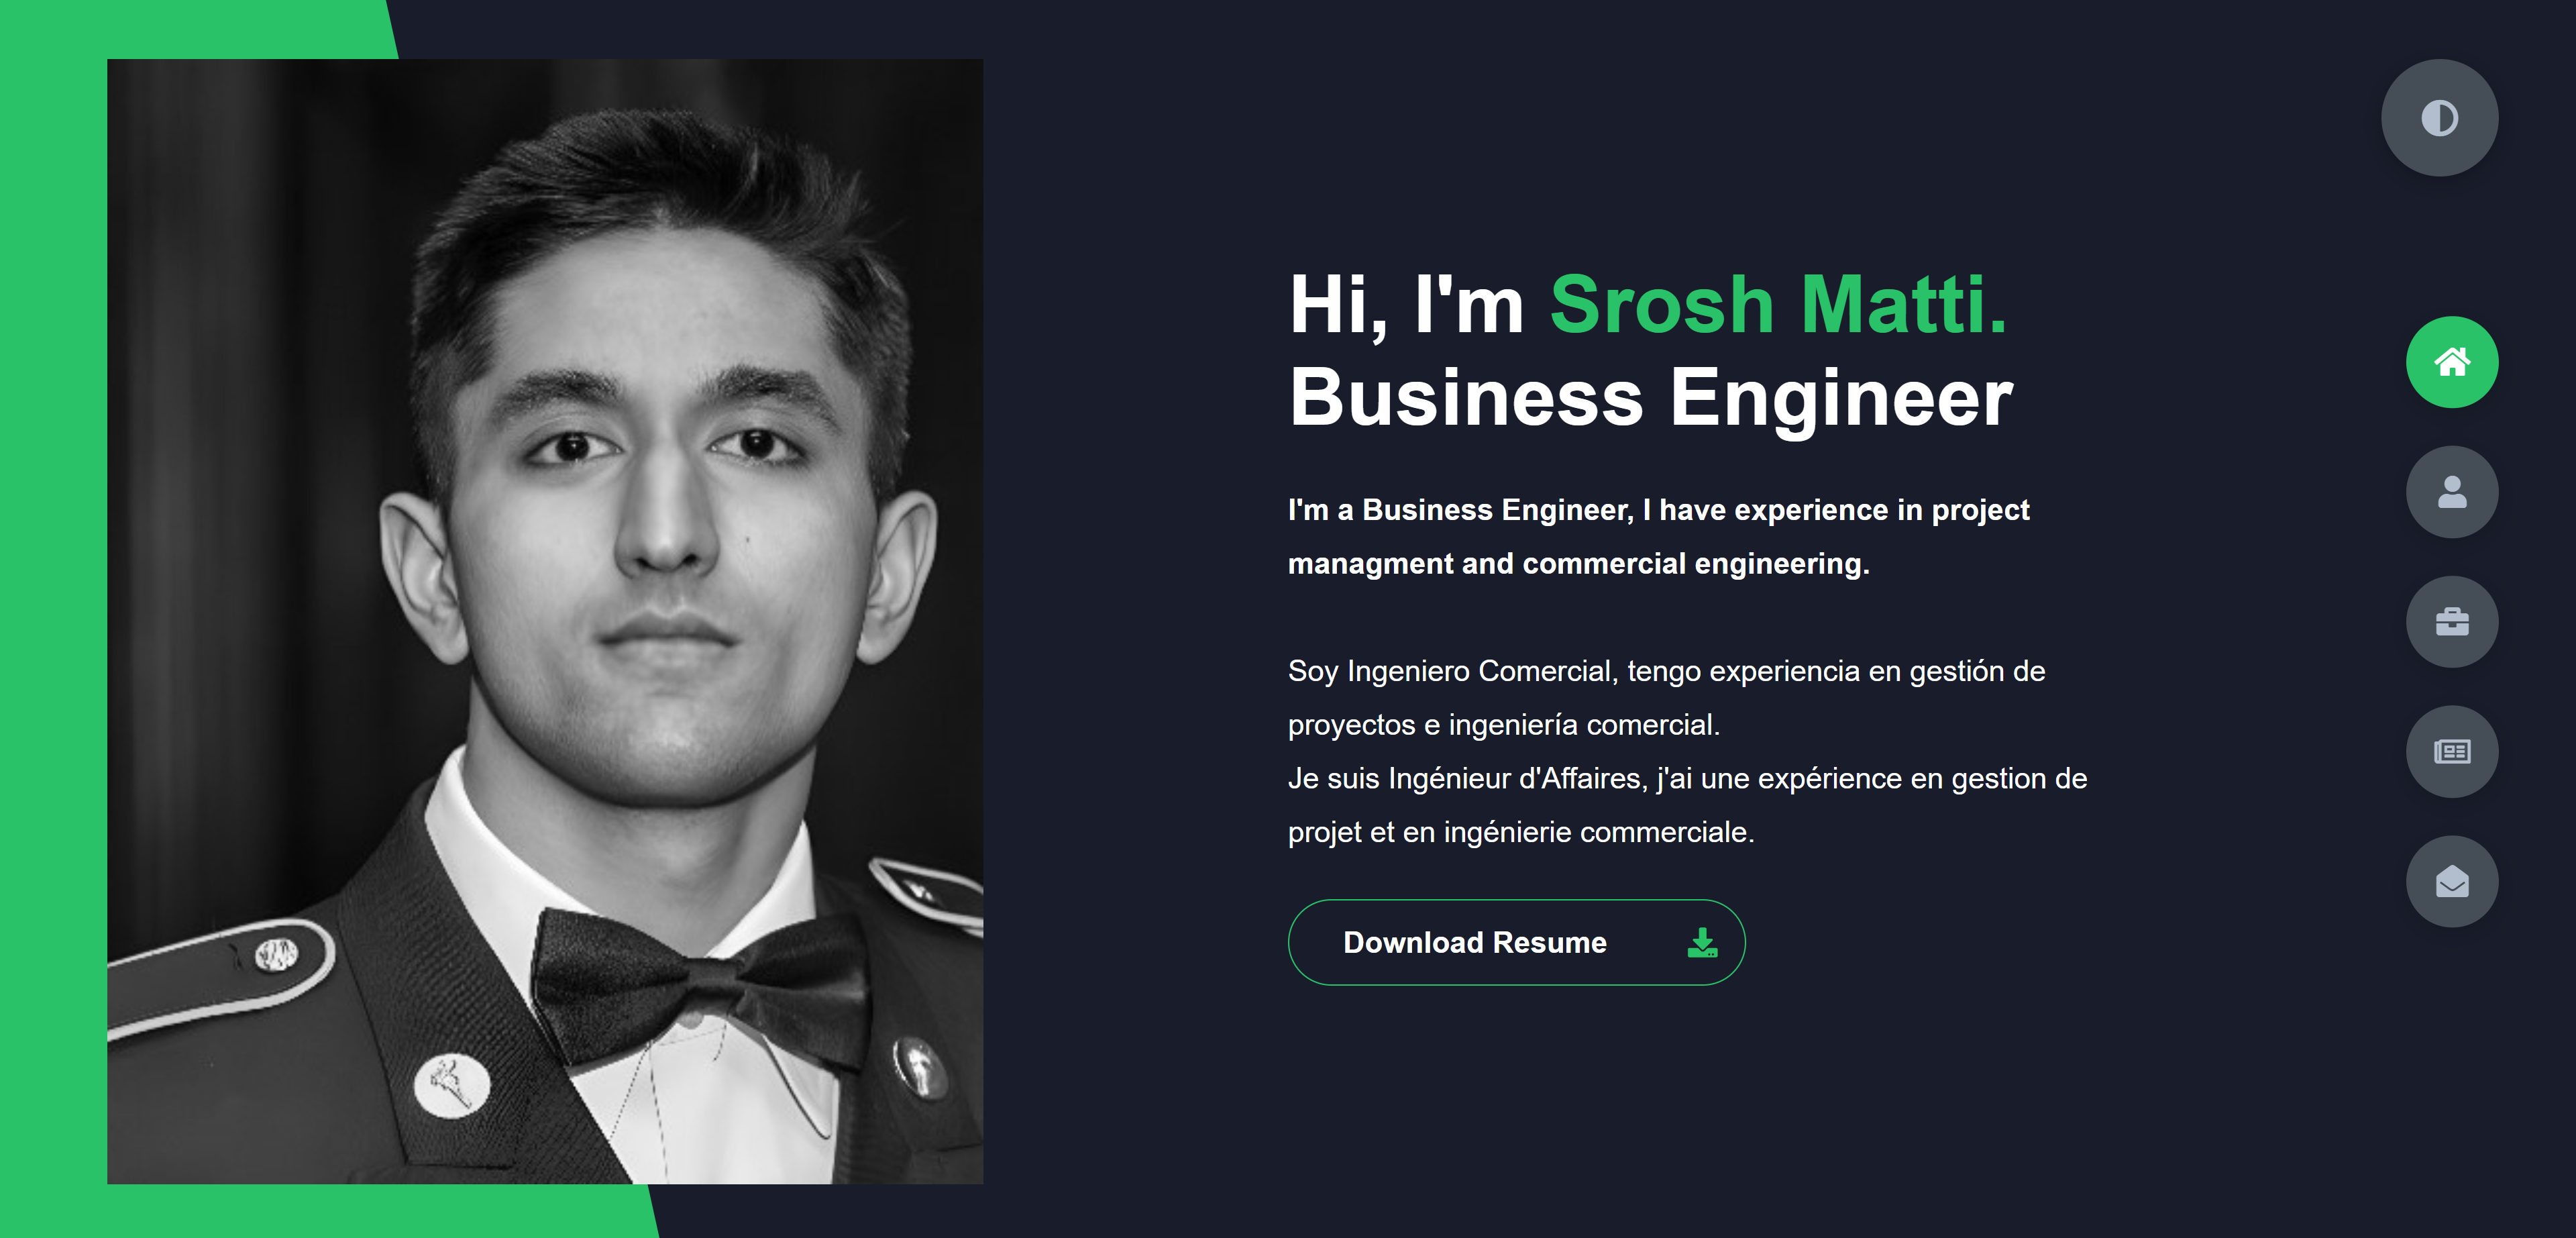 Hi, I'm Srosh Matti.
Business Engineer
I'm a Business Engineer, I have experience in project
managment and commercial engineering.
Soy Ingeniero Comercial, tengo experiencia en gestión de
proyectos e ingeniería comercial.
Je suis Ingénieur d'Affaires, j'ai une expérience en gestion de
projet et en ingénierie commerciale.
Download Resume